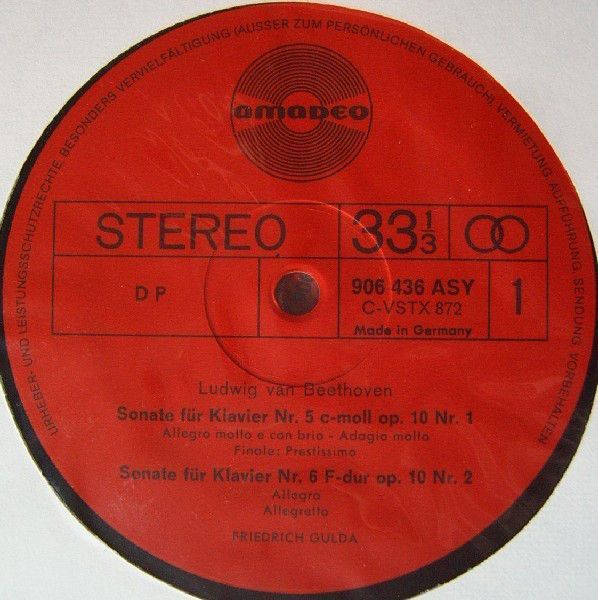 URHEBER- UND LEISTUNGSSCHUTZRECHTE, BESONDERS VERVIELFÄLTIGUNG (AUSSER ZUM PERSÖNLICHEN GEBRAUCH), VERMIETUNG, AUFFÜHRUNG, SENDUNG, VORBEHALTEN
amadeo
STEREO 33 1/3
DP 906 436 ASY 1
C-VSTX 872
Made in Germany
Ludwig van Beethoven
Sonate für Klavier Nr. 5 c-moll op. 10 Nr. 1
Allegro molto e con brio - Adagio molto
Finale: Prestissimo
Sonate für Klavier Nr. 6 F-dur op. 10 Nr. 2
Allegro
Allegretto
FRIEDRICH GULDA